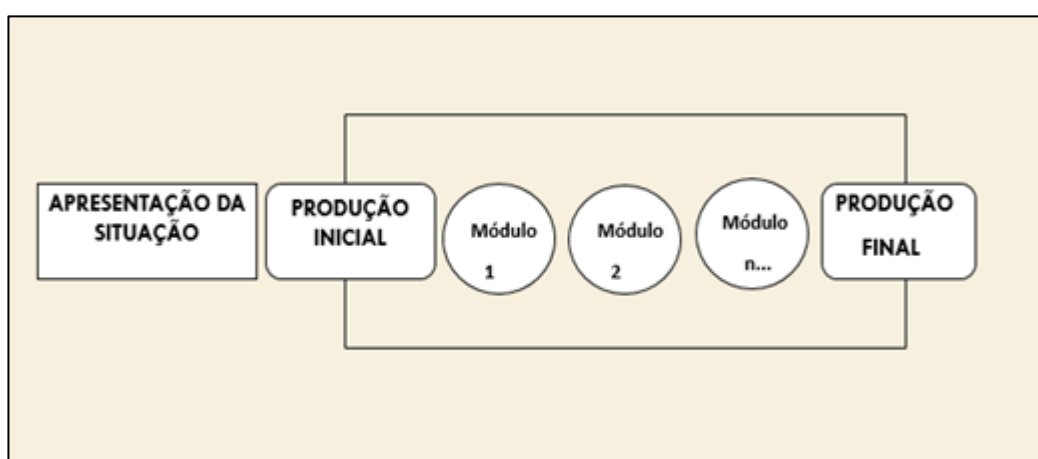 APRESENTAÇÃO DA
SITUAÇÃO
PRODUÇÃO
INICIAL
Módulo
1
Módulo
2
Módulo
n...
PRODUÇÃO
FINAL